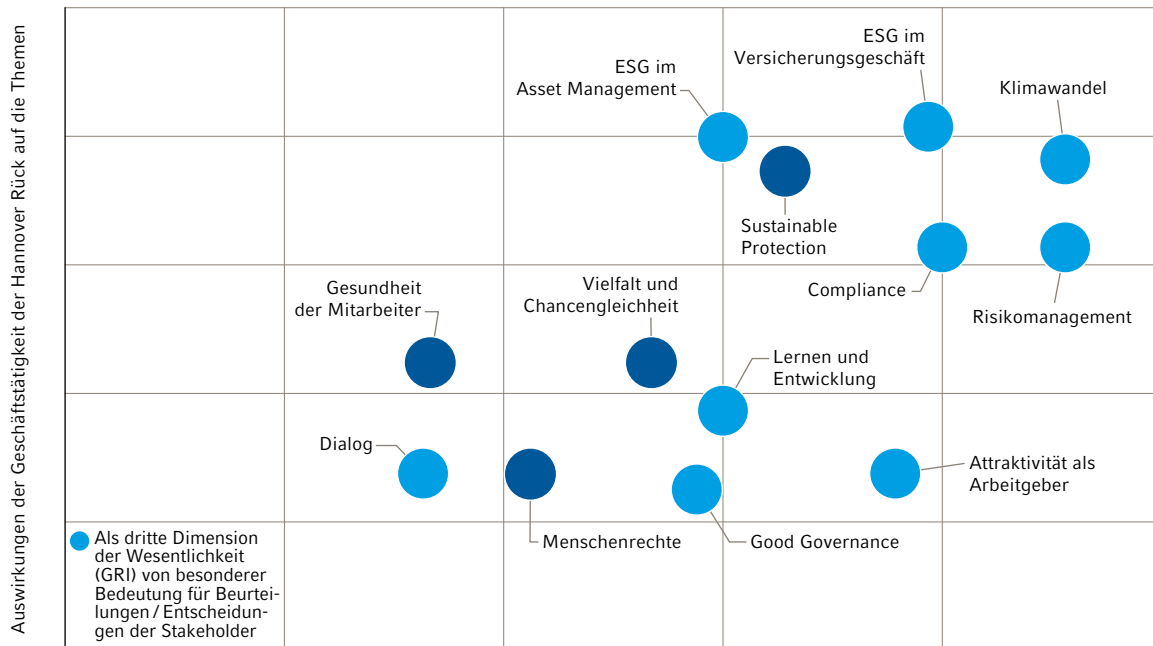 Auswirkungen der Geschäftstätigkeit der Hannover Rück auf die Themen
ESG im
Asset Management
ESG im
Versicherungsgeschäft
Klimawandel
Sustainable
Protection
Compliance
Risikomanagement
Gesundheit
der Mitarbeiter
Vielfalt und
Chancengleichheit
Lernen und
Entwicklung
Dialog
Attraktivität als
Arbeitgeber
Menschenrechte
Good Governance
Als dritte Dimension
der Wesentlichkeit
(GRI) von besonderer
Bedeutung für Beurtei-
lungen / Entscheidun-
gen der Stakeholder